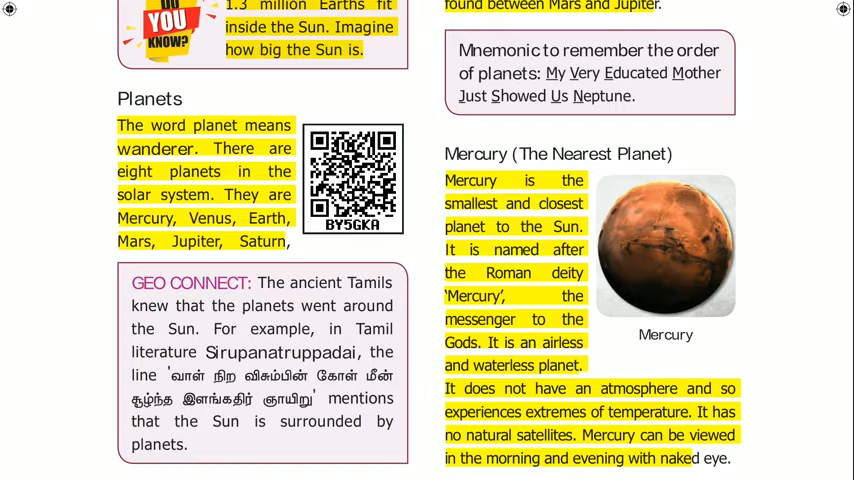 DO
YOU
KNOW?
1.3 million Earths fit
inside the Sun. Imagine
how big the Sun is.
Planets
The word planet means
wanderer. There are
eight planets in the
solar system. They are
Mercury, Venus, Earth,
Mars, Jupiter, Saturn,
BY5GKA
GEO CONNECT: The ancient Tamils
knew that the planets went around
the Sun. For example, in Tamil
literature Sirupanatruppadai, the
line 'வாள் நிற விசும்பின் கோள் மீன்
சூழ்ந்த இளங்கதிர் ஞாயிறு' mentions
that the Sun is surrounded by
planets.
found between Mars and Jupiter.
Mnemonic to remember the order
of planets: My Very Educated Mother
Just Showed Us Neptune.
Mercury (The Nearest Planet)
Mercury is the
smallest and closest
planet to the Sun.
It is named after
the Roman deity
‘Mercury’, the
messenger to the
Gods. It is an airless
and waterless planet.
It does not have an atmosphere and so
experiences extremes of temperature. It has
no natural satellites. Mercury can be viewed
in the morning and evening with naked eye.
Mercury